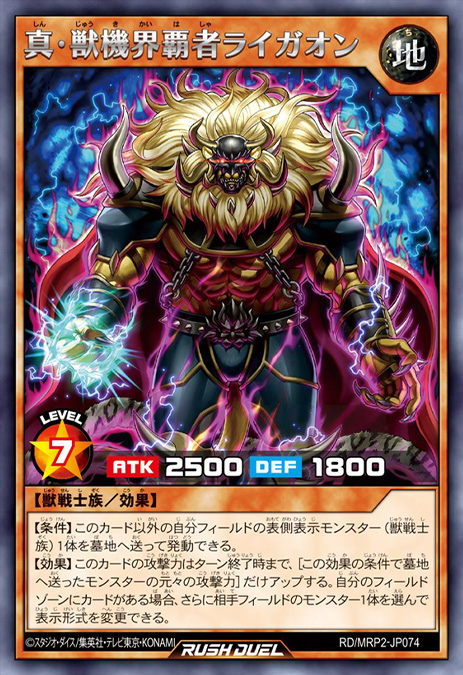 真・獣機界覇者ライガオン
地
LEVEL
7
ATK 2500 DEF 1800
【獣戦士族／効果】
【条件】このカード以外の自分フィールドの表側表示モンスター（獣戦士
族）1体を墓地へ送って発動できる。
【効果】このカードの攻撃力はターン終了時まで、［この効果の条件で墓地
へ送ったモンスターの元々の攻撃力］だけアップする。自分のフィールド
ゾーンにカードがある場合、さらに相手フィールドのモンスター1体を選んで
表示形式を変更できる。
©スタジオ・ダイス/集英社・テレビ東京・KONAMI
RUSH DUEL
RD/MRP2-JP074